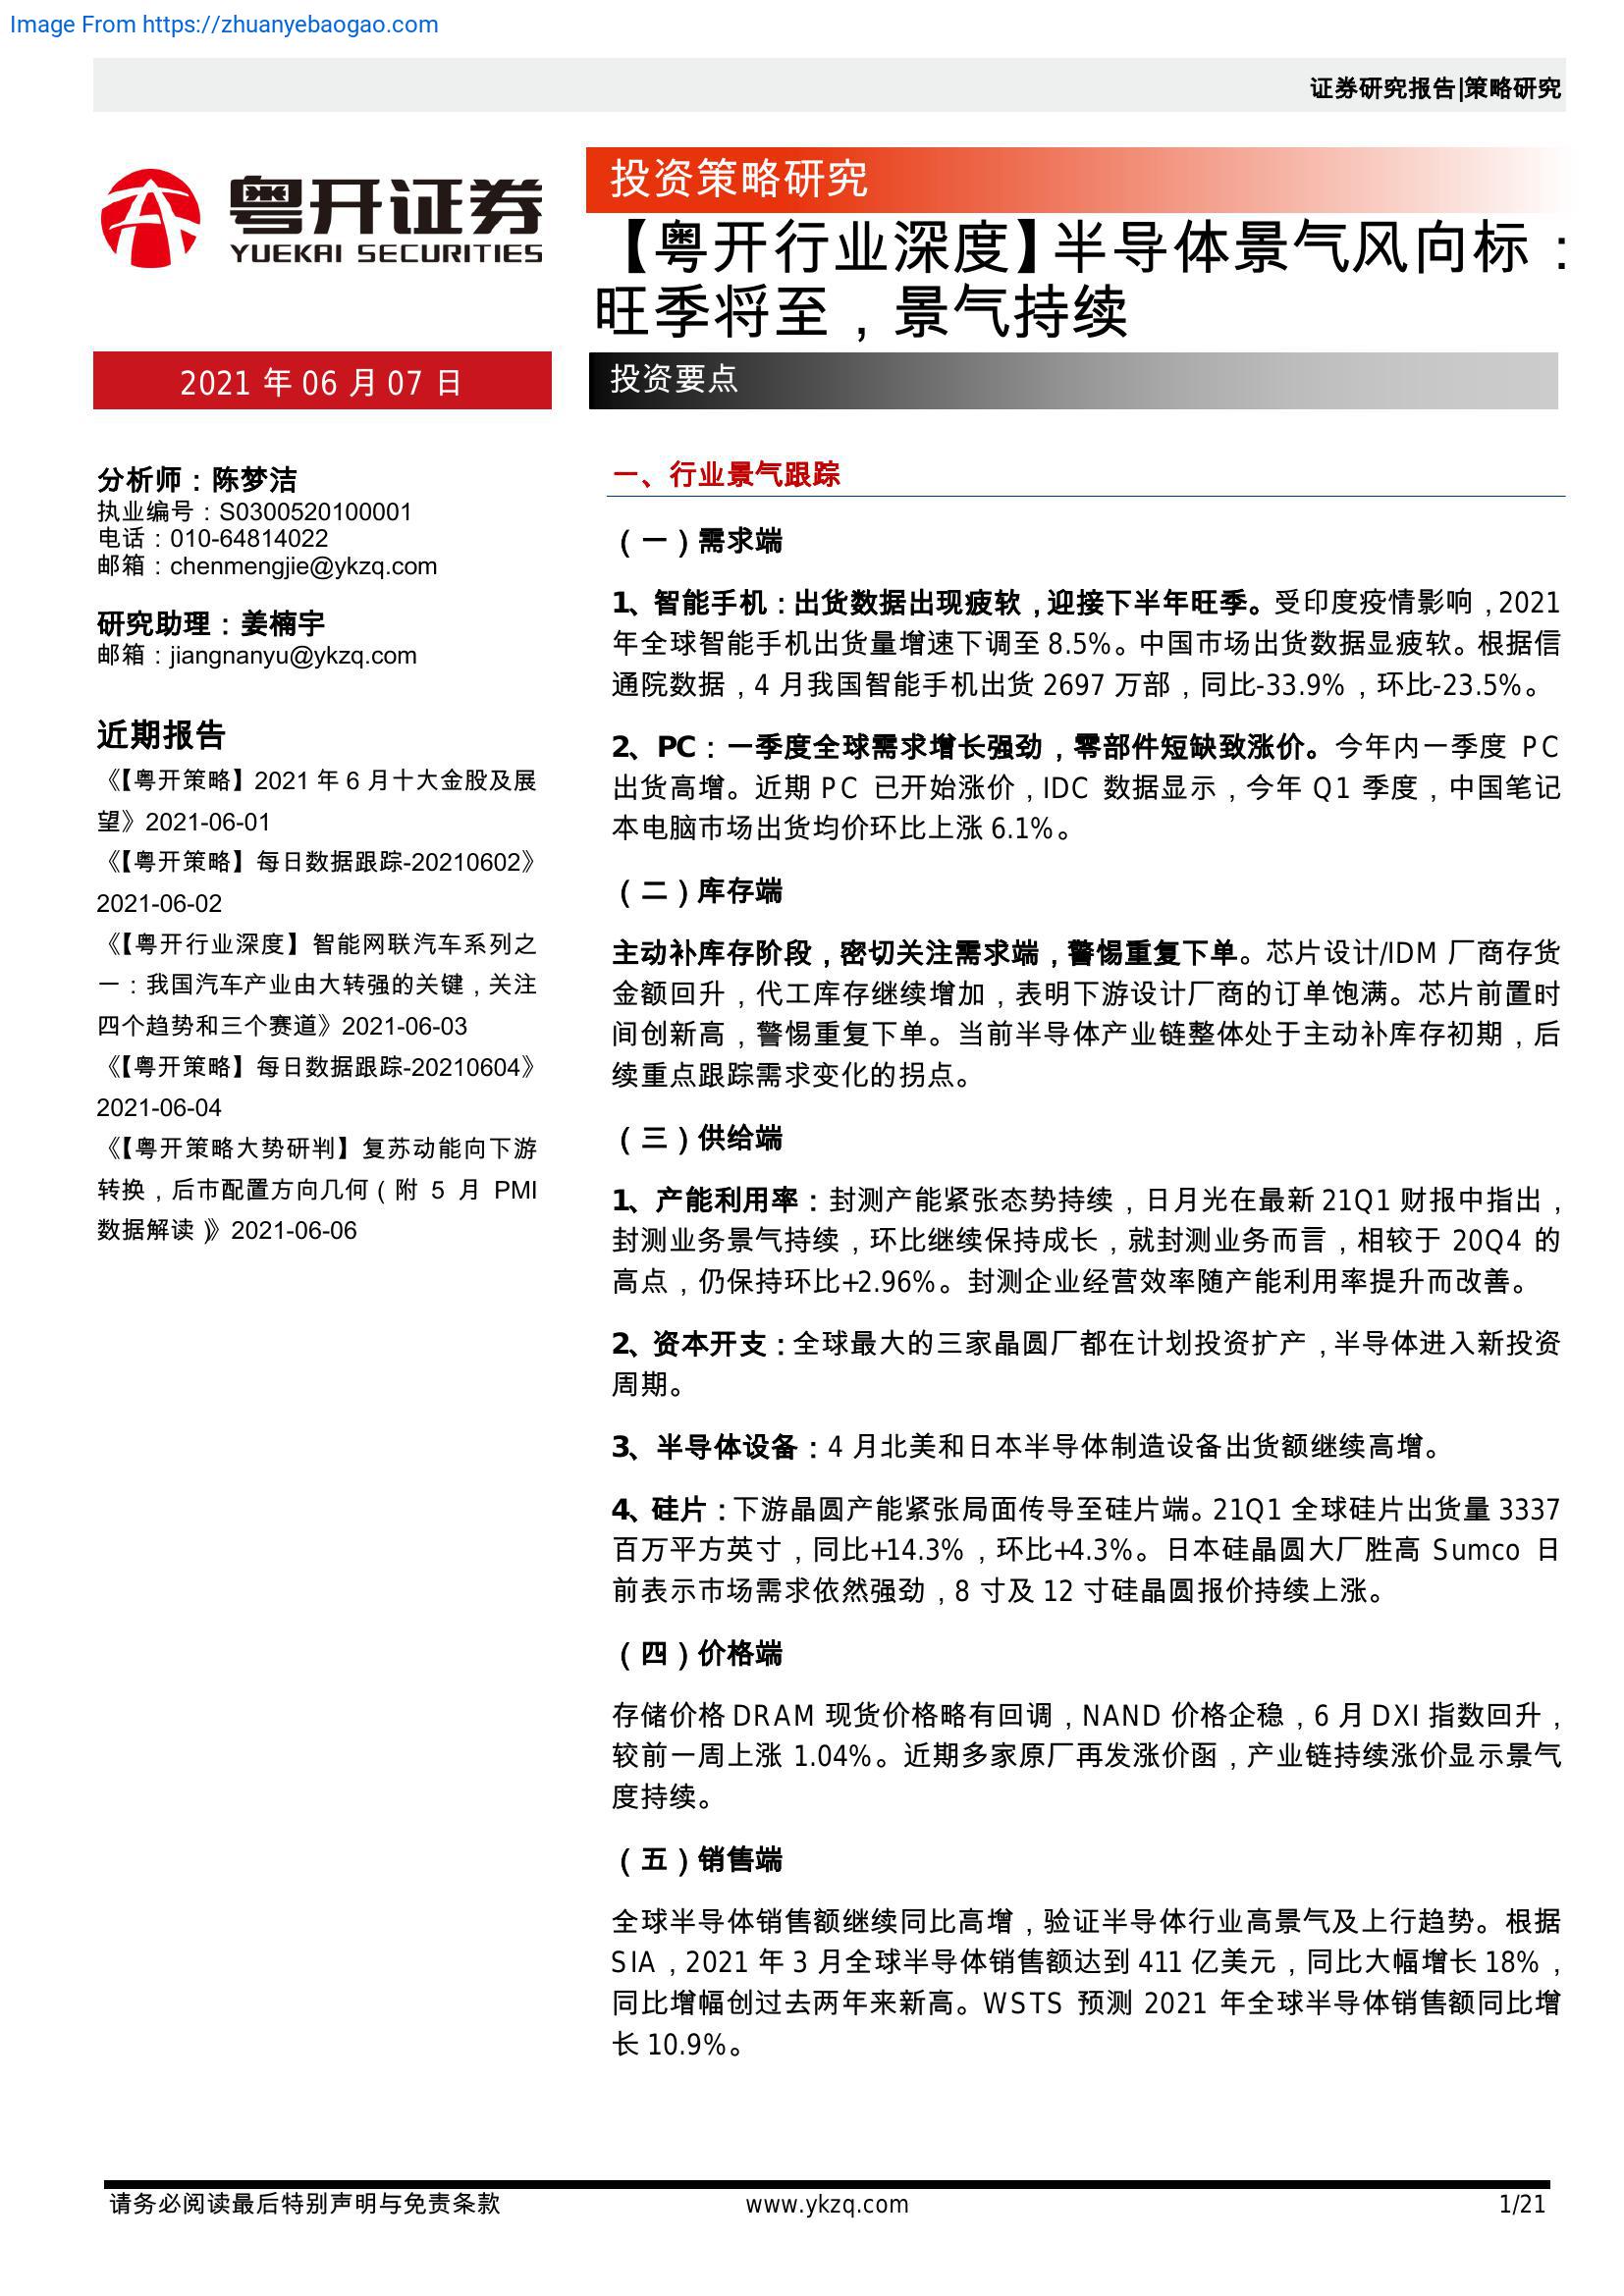 Image From https://zhuanyebaogao.com
证券研究报告|策略研究
粤开证券
YUEKAI SECURITIES
投资策略研究
【粤开行业深度】半导体景气风向标：
旺季将至，景气持续
2021 年 06 月 07 日
投资要点
分析师：陈梦洁
执业编号：S0300520100001
电话：010-64814022
邮箱：chenmengjie@ykzq.com
研究助理：姜楠宇
邮箱：jiangnanyu@ykzq.com
近期报告
《【粤开策略】2021 年 6 月十大金股及展
望》2021-06-01
《【粤开策略】每日数据跟踪-20210602》
2021-06-02
《【粤开行业深度】智能网联汽车系列之
一：我国汽车产业由大转强的关键，关注
四个趋势和三个赛道》2021-06-03
《【粤开策略】每日数据跟踪-20210604》
2021-06-04
《【粤开策略大势研判】复苏动能向下游
转换，后市配置方向几何（附 5 月 PMI
数据解读）》2021-06-06
一、行业景气跟踪
（一）需求端
1、智能手机：出货数据出现疲软，迎接下半年旺季。受印度疫情影响，2021
年全球智能手机出货量增速下调至 8.5%。中国市场出货数据显疲软。根据信
通院数据，4 月我国智能手机出货 2697 万部，同比-33.9%，环比-23.5%。
2、PC：一季度全球需求增长强劲，零部件短缺致涨价。今年内一季度 PC
出货高增。近期 PC 已开始涨价，IDC 数据显示，今年 Q1 季度，中国笔记
本电脑市场出货均价环比上涨 6.1%。
（二）库存端
主动补库存阶段，密切关注需求端，警惕重复下单。芯片设计/IDM 厂商存货
金额回升，代工库存继续增加，表明下游设计厂商的订单饱满。芯片前置时
间创新高，警惕重复下单。当前半导体产业链整体处于主动补库存初期，后
续重点跟踪需求变化的拐点。
（三）供给端
1、产能利用率：封测产能紧张态势持续，日月光在最新 21Q1 财报中指出，
封测业务景气持续，环比继续保持成长，就封测业务而言，相较于 20Q4 的
高点，仍保持环比+2.96%。封测企业经营效率随产能利用率提升而改善。
2、资本开支：全球最大的三家晶圆厂都在计划投资扩产，半导体进入新投资
周期。
3、半导体设备：4 月北美和日本半导体制造设备出货额继续高增。
4、硅片：下游晶圆产能紧张局面传导至硅片端。21Q1 全球硅片出货量 3337
百万平方英寸，同比+14.3%，环比+4.3%。日本硅晶圆大厂胜高 Sumco 日
前表示市场需求依然强劲，8 寸及 12 寸硅晶圆报价持续上涨。
（四）价格端
存储价格 DRAM 现货价格略有回调，NAND 价格企稳，6 月 DXI 指数回升，
较前一周上涨 1.04%。近期多家原厂再发涨价函，产业链持续涨价显示景气
度持续。
（五）销售端
全球半导体销售额继续同比高增，验证半导体行业高景气及上行趋势。根据
SIA，2021 年 3 月全球半导体销售额达到 411 亿美元，同比大幅增长 18%，
同比增幅创过去两年来新高。WSTS 预测 2021 年全球半导体销售额同比增
长 10.9%。
请务必阅读最后特别声明与免责条款
www.ykzq.com
1/21